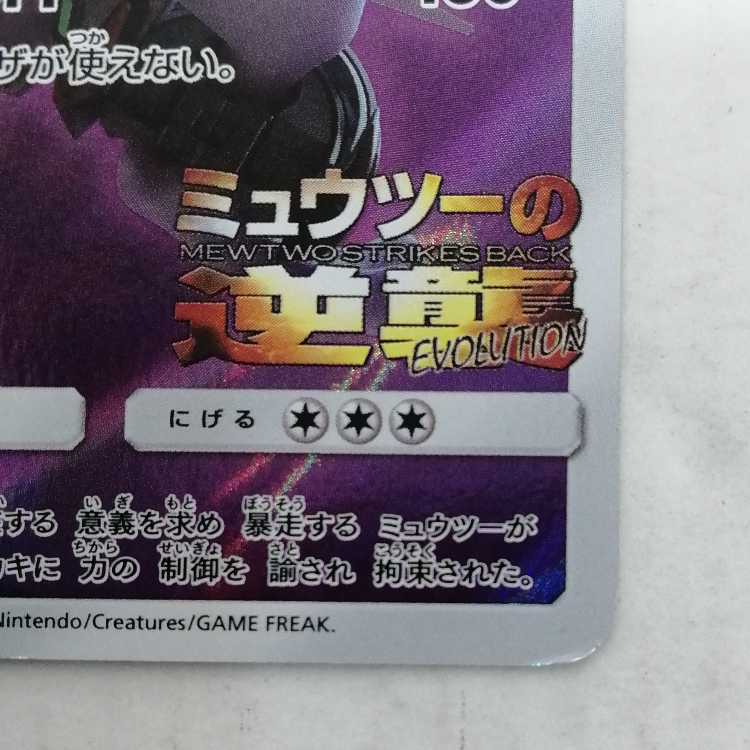 ザが使えない。
ミュウツーの
MEWTWO STRIKES BACK
逆襲
EVOLUTION
にげる
する 意義を求め 暴走する ミュウツーが
キに 力の 制御を 諭され 拘束された。
Nintendo/Creatures/GAME FREAK.